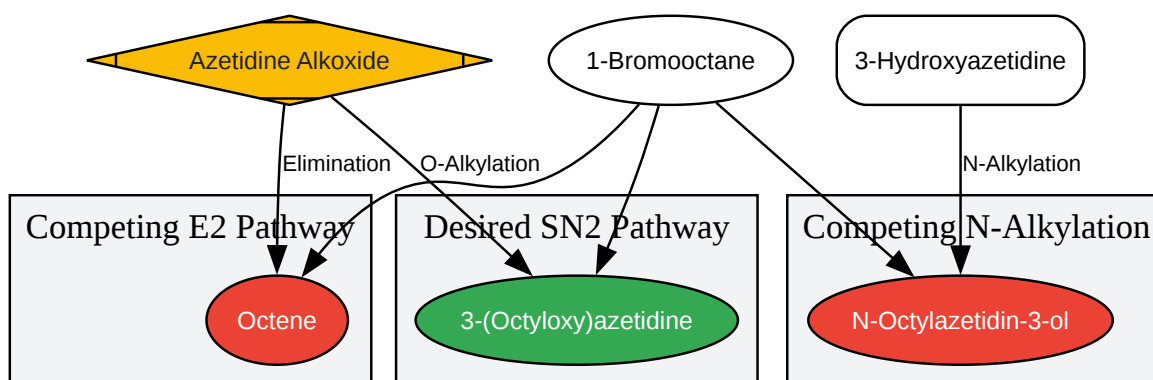 Azetidine Alkoxide
1-Bromooctane
3-Hydroxyazetidine
Elimination
O-Alkylation
N-Alkylation
Competing E2 Pathway
Desired SN2 Pathway
Competing N-Alkylation
Octene
3-(Octyloxy)azetidine
N-Octylazetidin-3-ol